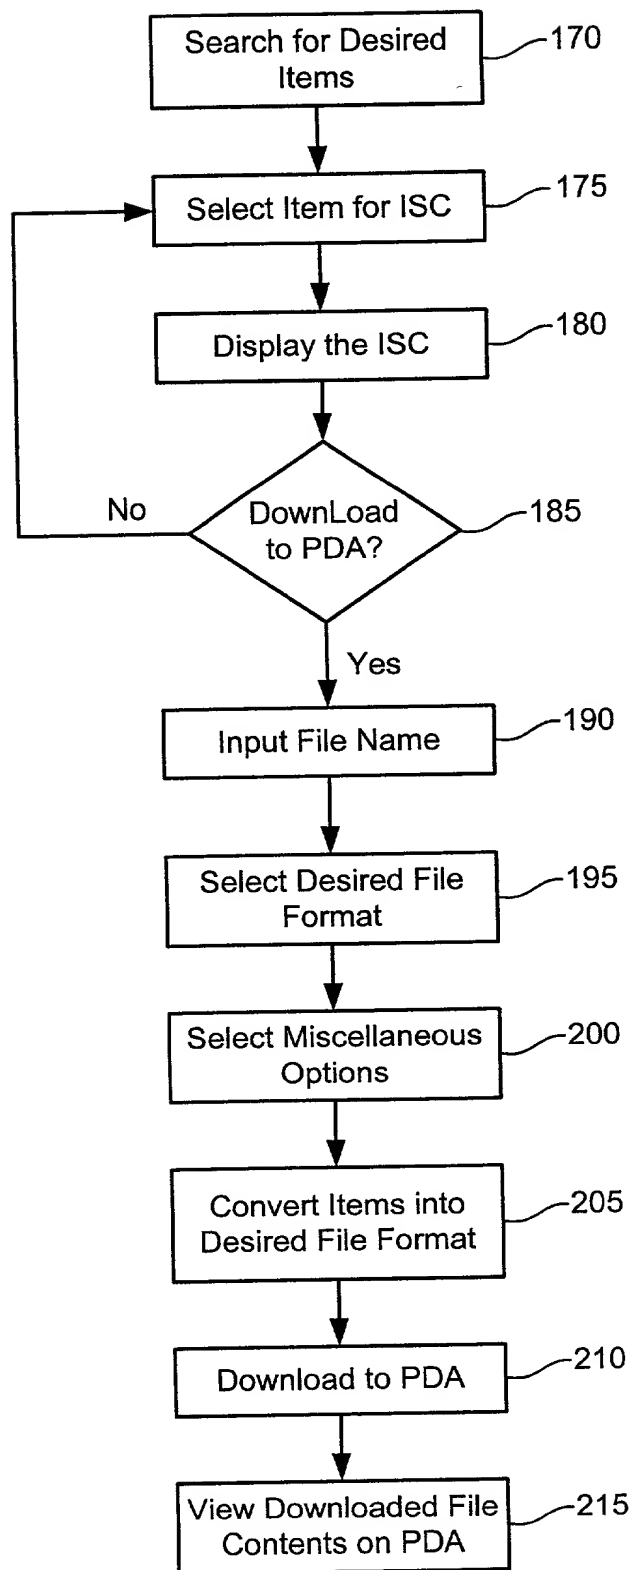 Search for Desired
Items
170
Select Item for ISC
175
Display the ISC
180
DownLoad
to PDA?
185
No
Yes
Input File Name
190
Select Desired File
Format
195
Select Miscellaneous
Options
200
Convert Items into
Desired File Format
205
Download to PDA
210
View Downloaded File
Contents on PDA
215